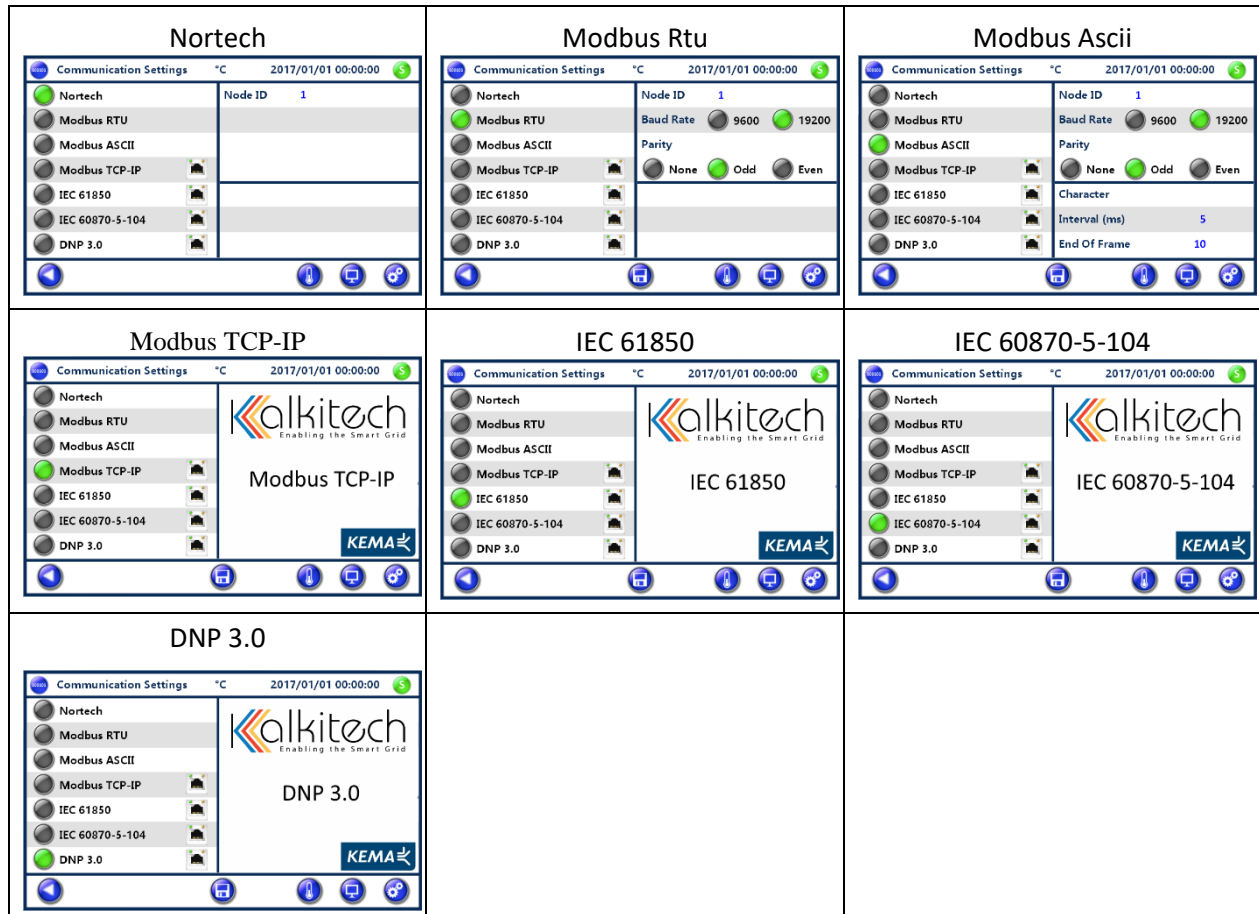 Nortech
Communication Settings °C 2017/01/01 00:00:00 S
Nortech
Modbus RTU
Modbus ASCII
Modbus TCP-IP
IEC 61850
IEC 60870-5-104
DNP 3.0
Node ID 1
Modbus Rtu
Communication Settings °C 2017/01/01 00:00:00 S
Nortech
Modbus RTU
Modbus ASCII
Modbus TCP-IP
IEC 61850
IEC 60870-5-104
DNP 3.0
Node ID 1
Baud Rate 9600 19200
Parity
None Odd Even
Modbus Ascii
Communication Settings °C 2017/01/01 00:00:00 S
Nortech
Modbus RTU
Modbus ASCII
Modbus TCP-IP
IEC 61850
IEC 60870-5-104
DNP 3.0
Node ID 1
Baud Rate 9600 19200
Parity
None Odd Even
Character
Interval (ms) 5
End Of Frame 10
Modbus TCP-IP
Communication Settings °C 2017/01/01 00:00:00 S
Nortech
Modbus RTU
Modbus ASCII
Modbus TCP-IP
IEC 61850
IEC 60870-5-104
DNP 3.0
Kalkitech
Enabling the Smart Grid
Modbus TCP-IP
KEMA
IEC 61850
Communication Settings °C 2017/01/01 00:00:00 S
Nortech
Modbus RTU
Modbus ASCII
Modbus TCP-IP
IEC 61850
IEC 60870-5-104
DNP 3.0
Kalkitech
Enabling the Smart Grid
IEC 61850
KEMA
IEC 60870-5-104
Communication Settings °C 2017/01/01 00:00:00 S
Nortech
Modbus RTU
Modbus ASCII
Modbus TCP-IP
IEC 61850
IEC 60870-5-104
DNP 3.0
Kalkitech
Enabling the Smart Grid
IEC 60870-5-104
KEMA
DNP 3.0
Communication Settings °C 2017/01/01 00:00:00 S
Nortech
Modbus RTU
Modbus ASCII
Modbus TCP-IP
IEC 61850
IEC 60870-5-104
DNP 3.0
Kalkitech
Enabling the Smart Grid
DNP 3.0
KEMA